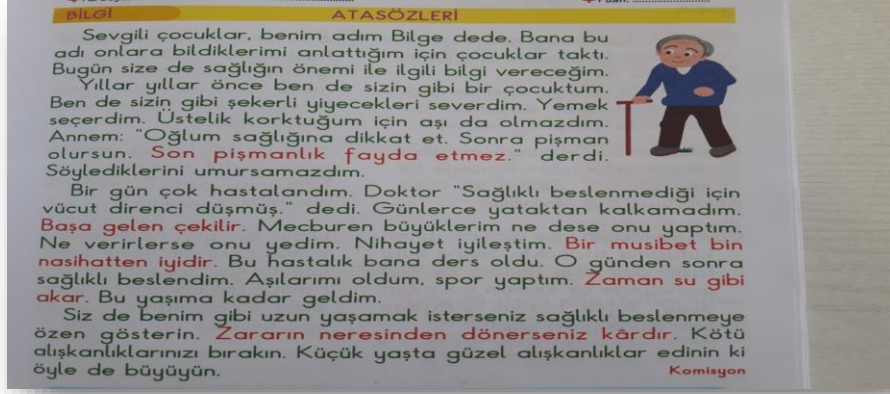 BİLGİ
ATASÖZLERİ
Sevgili çocuklar, benim adım Bilge dede. Bana bu
adı onlara bildiklerimi anlattığım için çocuklar taktı.
Bugün size de sağlığın önemi ile ilgili bilgi vereceğim.
Yıllar yıllar önce ben de sizin gibi bir çocuktum.
Ben de sizin gibi şekerli yiyecekleri severdim. Yemek
seçerdim. Üstelik korktuğum için aşı da olmazdım.
Annem: "Oğlum sağlığına dikkat et. Sonra pişman
olursun. Son pişmanlık fayda etmez." derdi.
Söylediklerini umursamazdım.
Bir gün çok hastalandım. Doktor "Sağlıklı beslenmediği için
vücut direnci düşmüş." dedi. Günlerce yataktan kalkamadım.
Başa gelen çekilir. Mecburen büyüklerim ne dese onu yaptım.
Ne verirlerse onu yedim. Nihayet iyileştim. Bir musibet bin
nasihatten iyidir. Bu hastalık bana ders oldu. O günden sonra
sağlıklı beslendim. Aşılarımı oldum, spor yaptım. Zaman su gibi
akar. Bu yaşıma kadar geldim.
Siz de benim gibi uzun yaşamak isterseniz sağlıklı beslenmeye
özen gösterin. Zararın neresinden dönerseniz kârdır. Kötü
alışkanlıklarınızı bırakın. Küçük yaşta güzel alışkanlıklar edinin ki
öyle de büyüyün.
Komisyon